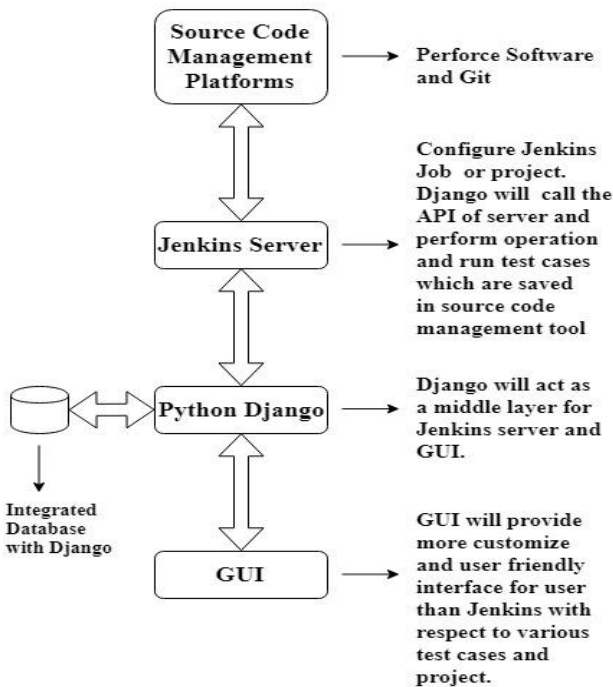 Source Code
Management
Platforms
Perforce Software
and Git
Jenkins Server
Configure Jenkins
Job or project.
Django will call the
API of server and
perform operation
and run test cases
which are saved
in source code
management tool
Python Django
Django will act as
a middle layer for
Jenkins server and
GUI.
Integrated
Database
with Django
GUI
GUI will provide
more customize
and user friendly
interface for user
than Jenkins with
respect to various
test cases and
project.